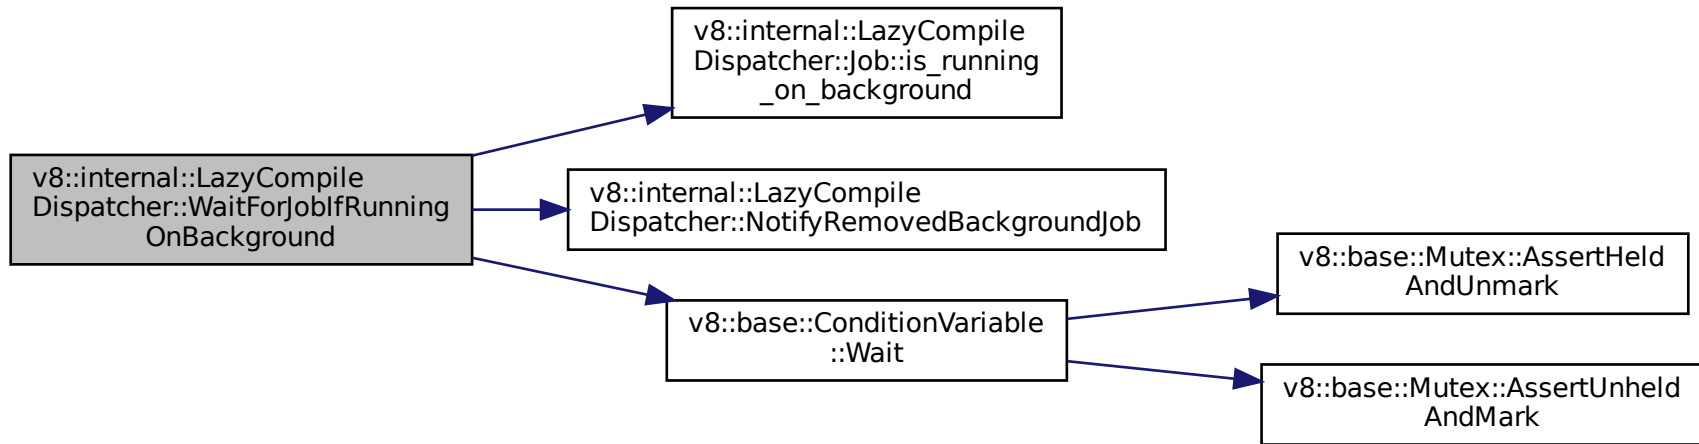 v8::internal::LazyCompile
Dispatcher::Job::is_running
_on_background
v8::internal::LazyCompile
Dispatcher::WaitForJobIfRunning
OnBackground
v8::internal::LazyCompile
Dispatcher::NotifyRemovedBackgroundJob
v8::base::ConditionVariable
::Wait
v8::base::Mutex::AssertHeld
AndUnmark
v8::base::Mutex::AssertUnheld
AndMark